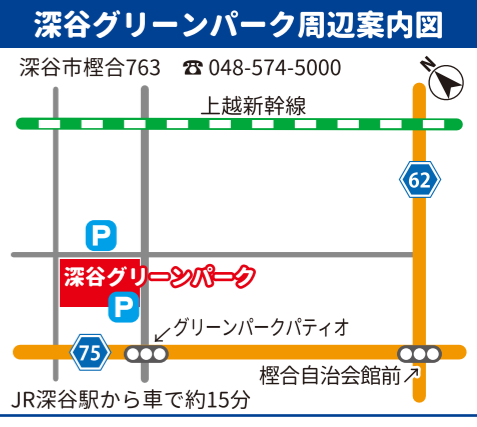 深谷グリーンパーク周辺案内図
深谷市樫合763 ☎ 048-574-5000
N
上越新幹線
62
P
深谷グリーンパーク
P
グリーンパークパティオ
75
樫合自治会館前
JR深谷駅から車で約15分